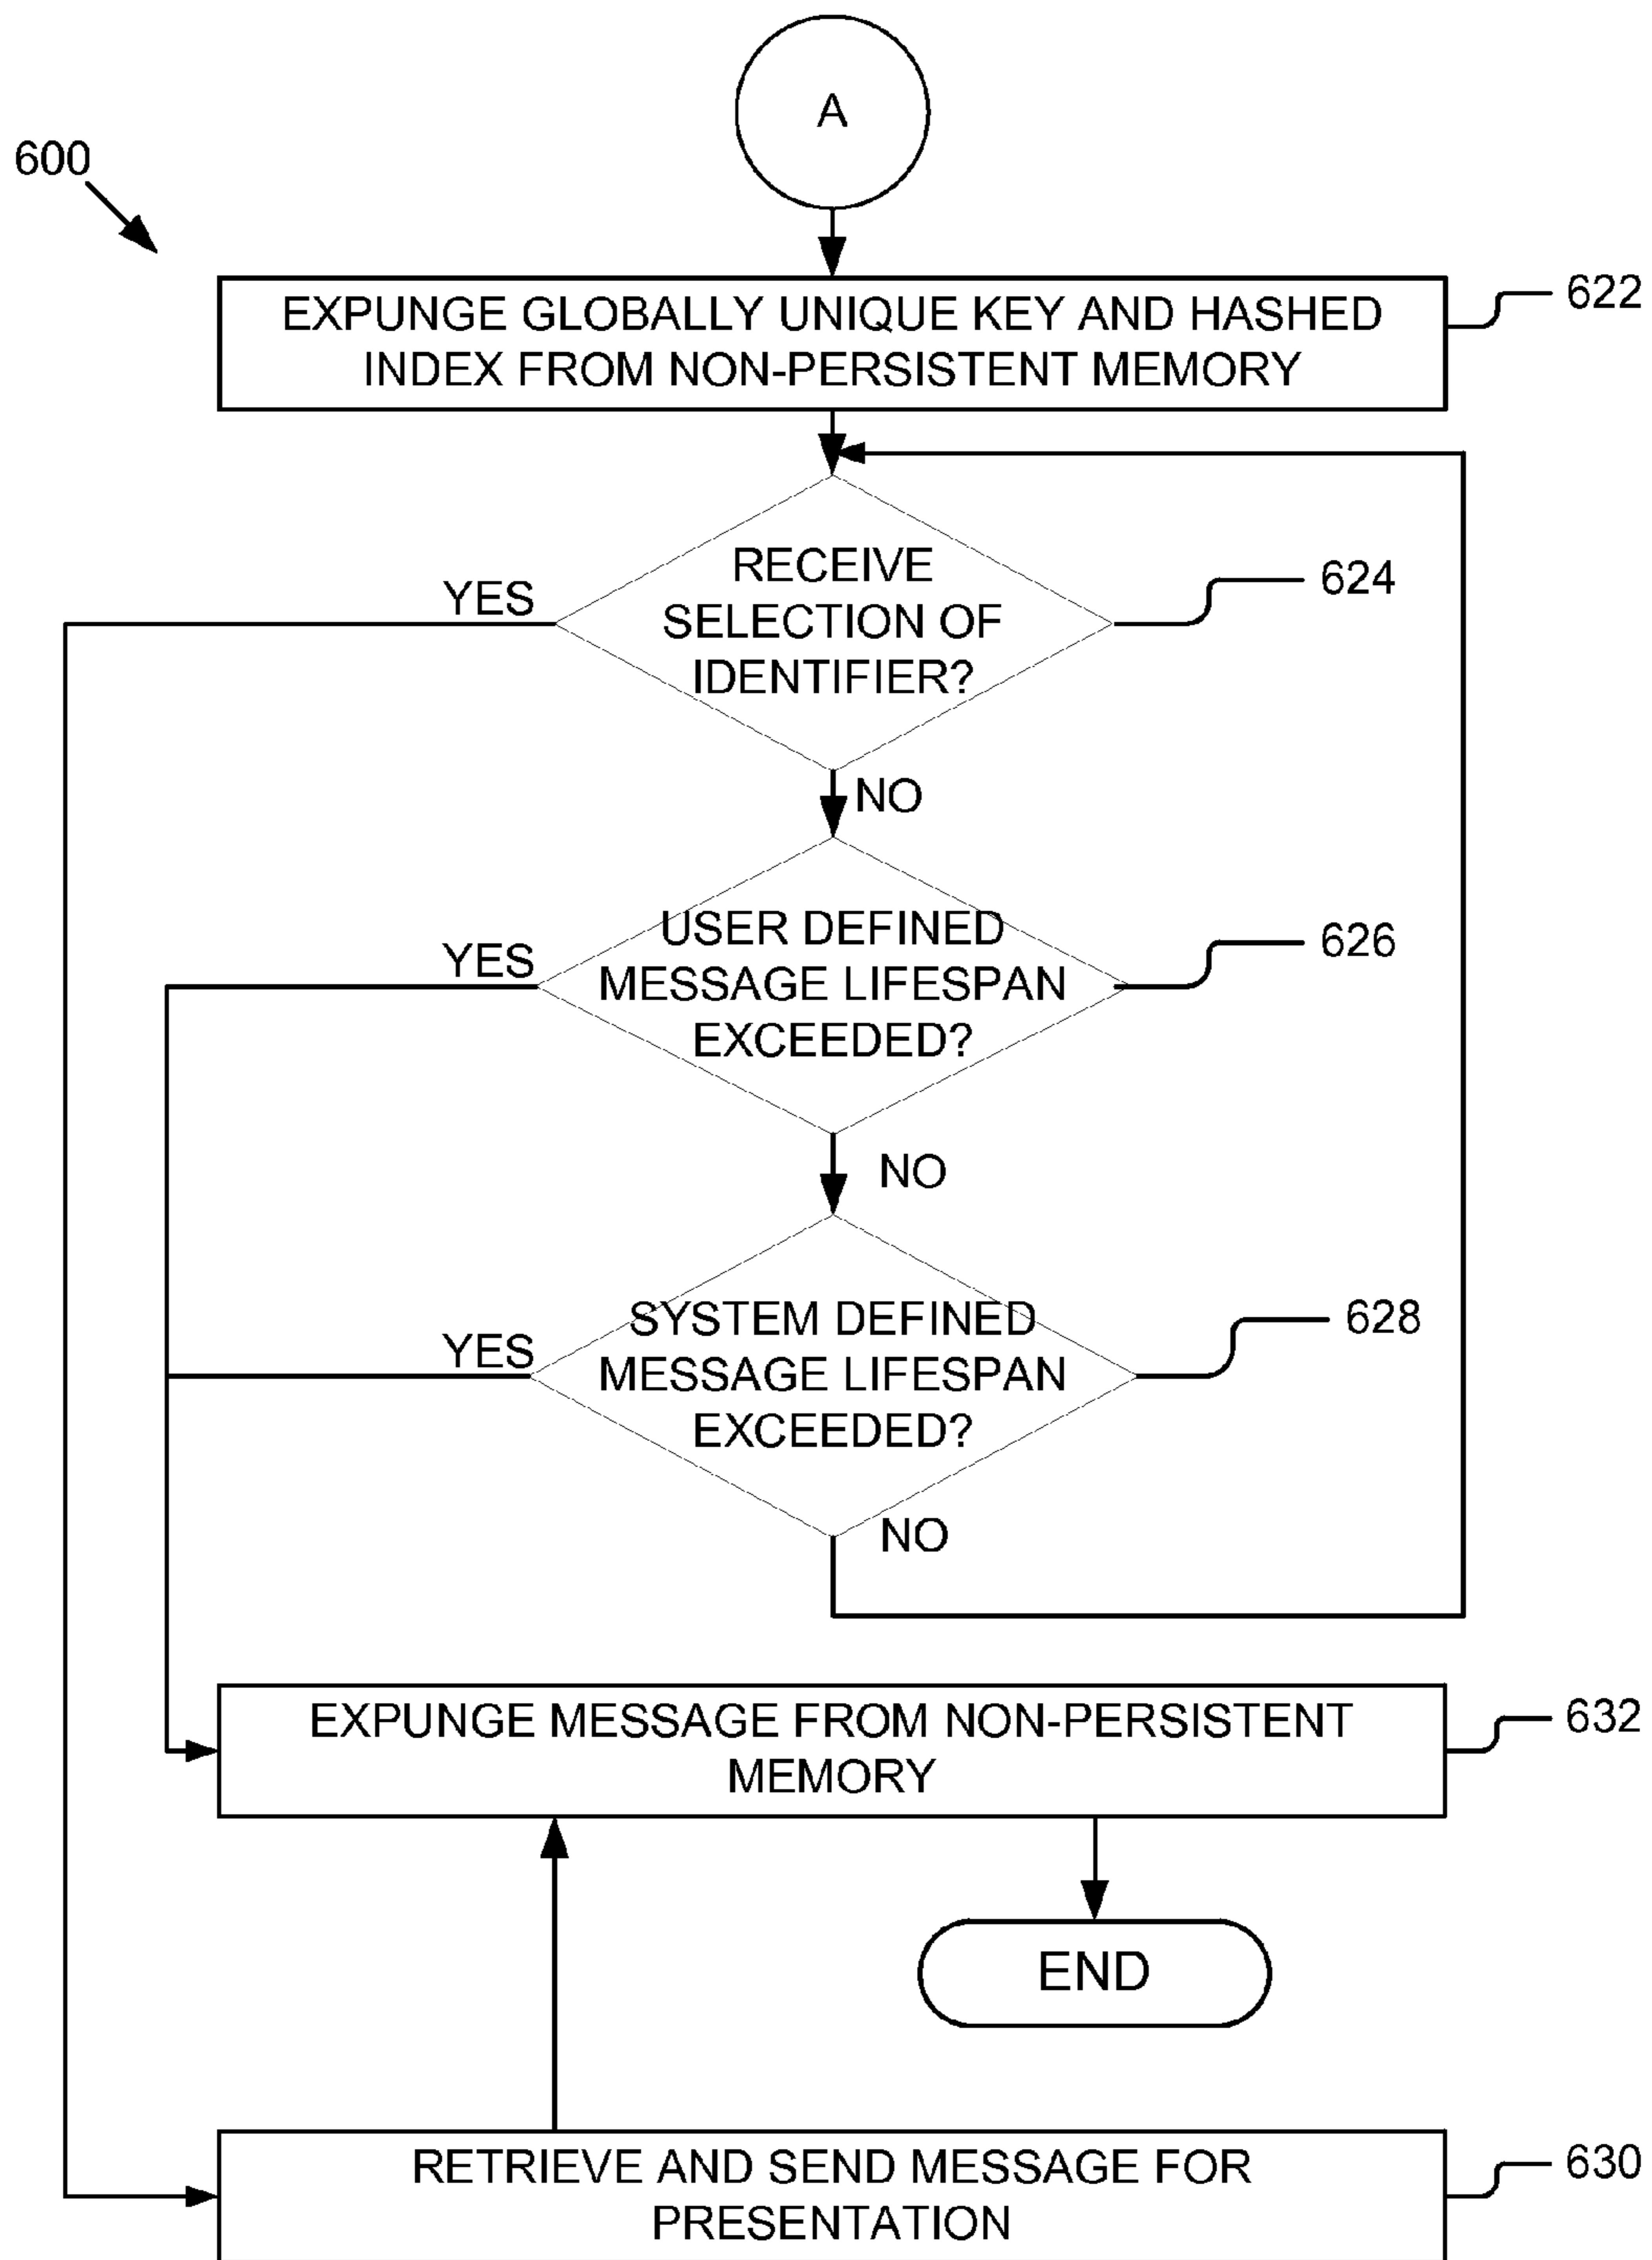 A
600
EXPUNGE GLOBALLY UNIQUE KEY AND HASHED
INDEX FROM NON-PERSISTENT MEMORY
622
RECEIVE
SELECTION OF
IDENTIFIER?
YES
624
NO
USER DEFINED
MESSAGE LIFESPAN
EXCEEDED?
YES
626
NO
SYSTEM DEFINED
MESSAGE LIFESPAN
EXCEEDED?
YES
628
NO
EXPUNGE MESSAGE FROM NON-PERSISTENT
MEMORY
632
END
RETRIEVE AND SEND MESSAGE FOR
PRESENTATION
630